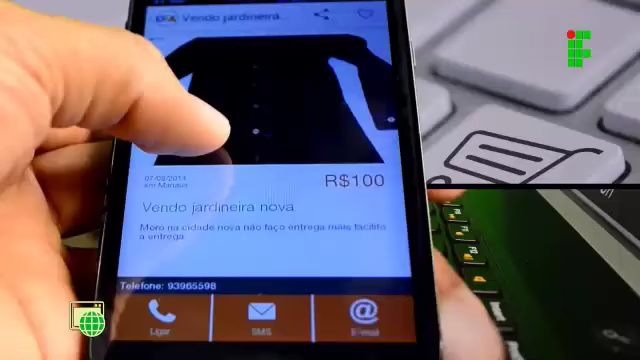 Vendo jardineira...
07/08/2014
em Manaus
R$100
Vendo jardineira nova
Moro na cidade nova não faço entrega mais facilito
a entrega
Telefone: 93965598
Ligar
SMS
E-mail